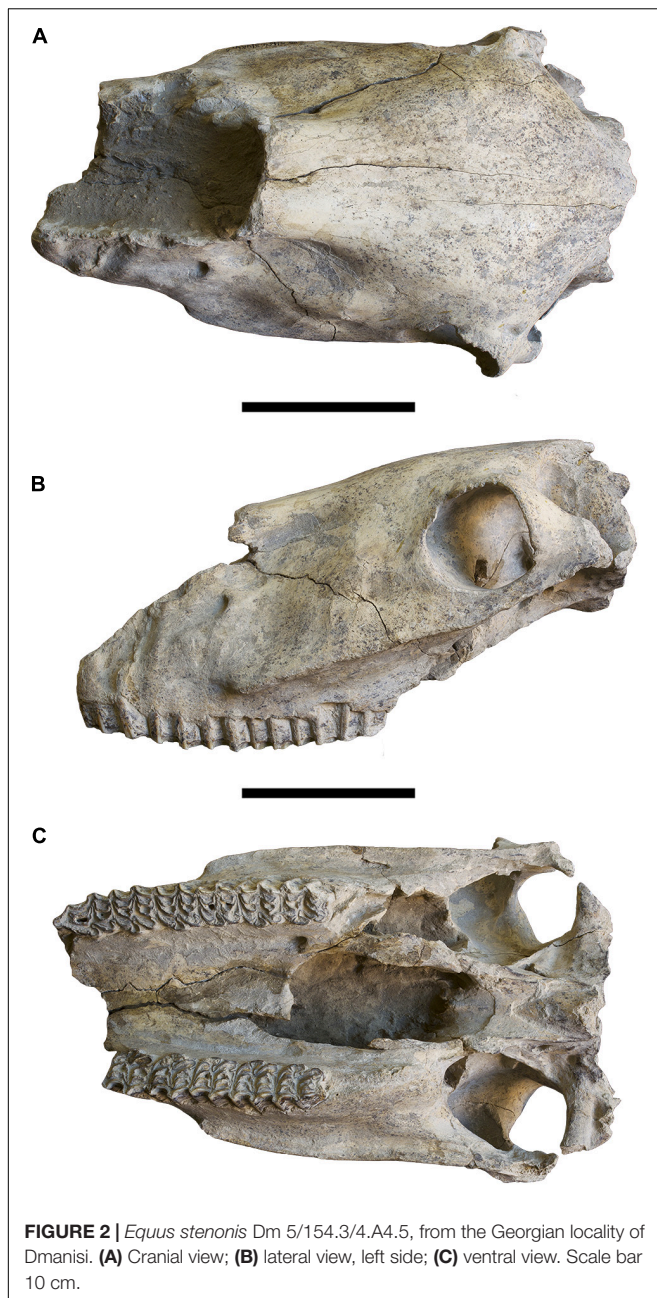 A
B
C
FIGURE 2 | Equus stenonis Dm 5/154.3/4.A4.5, from the Georgian locality of
Dmanisi. (A) Cranial view; (B) lateral view, left side; (C) ventral view. Scale bar
10 cm.